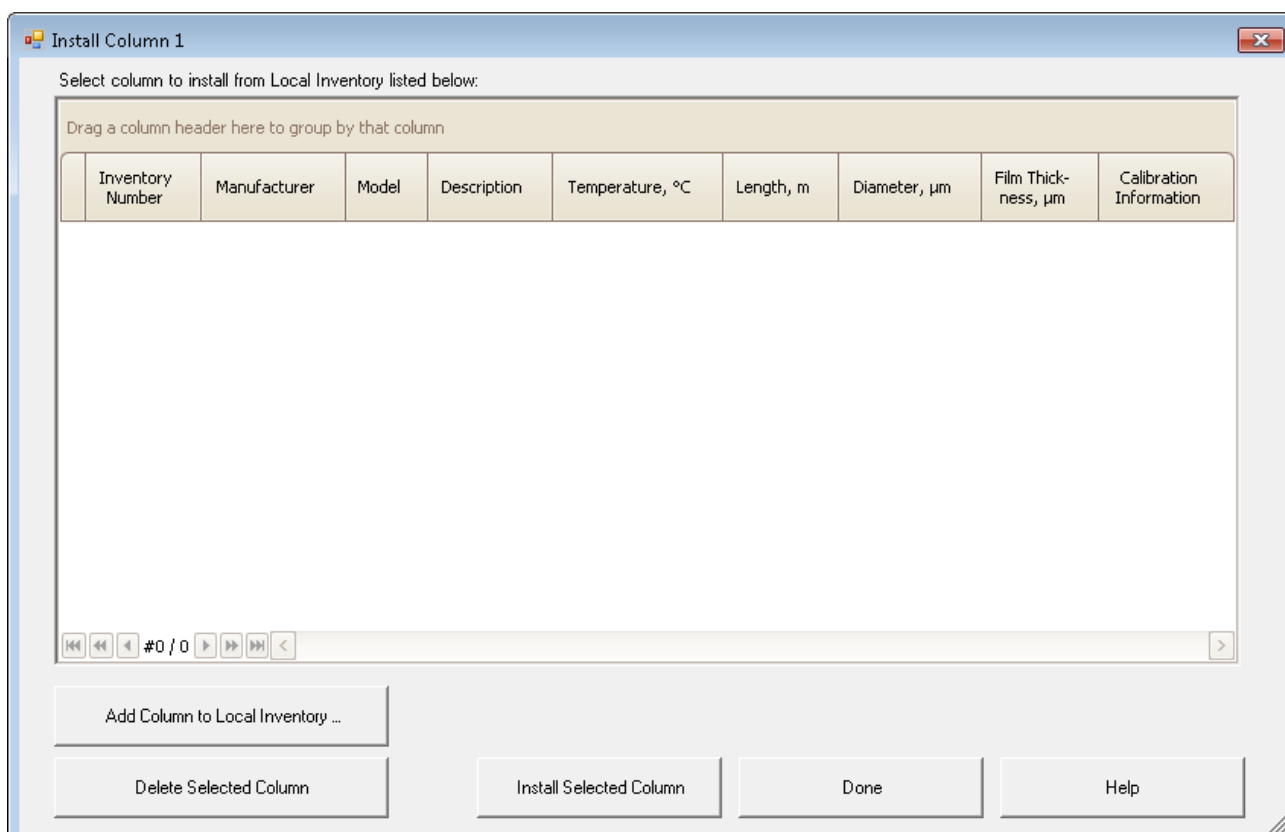 Install Column 1
Select column to install from Local Inventory listed below:
Drag a column header here to group by that column
Inventory Number
Manufacturer
Model
Description
Temperature, °C
Length, m
Diameter, µm
Film Thick-
ness, µm
Calibration
Information
#0 / 0
Add Column to Local Inventory ...
Delete Selected Column
Install Selected Column
Done
Help